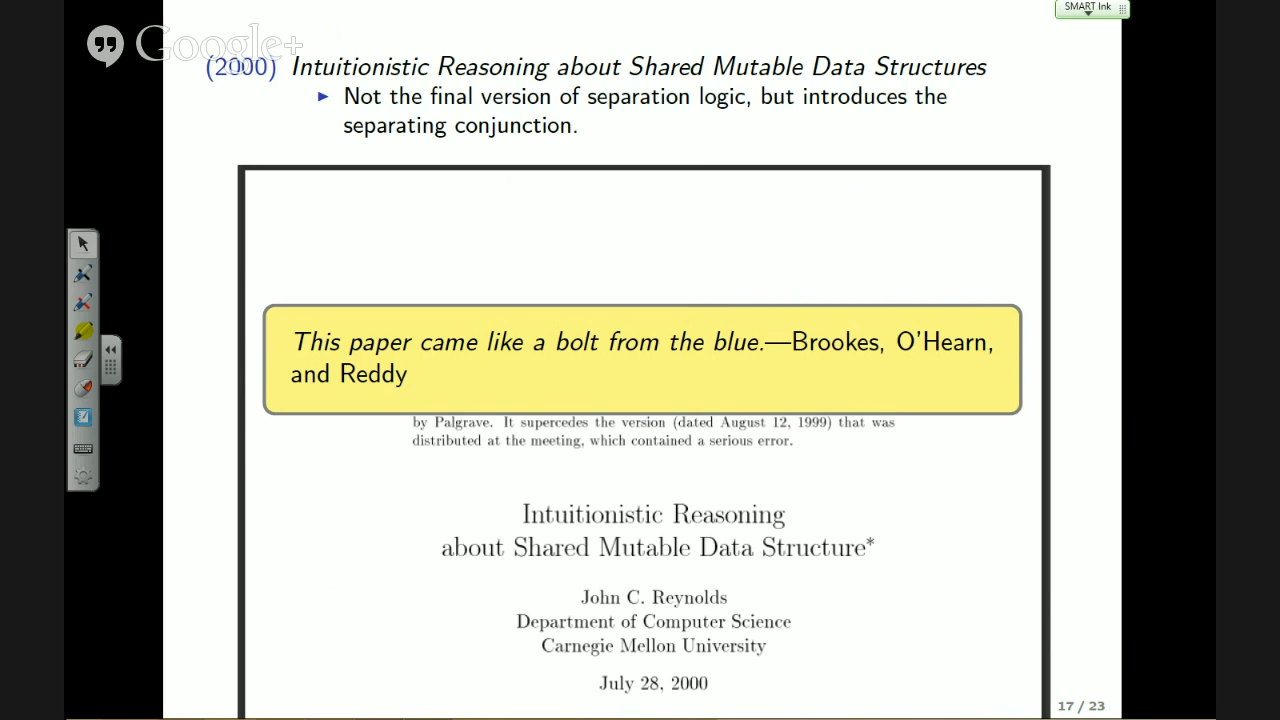 SMART Ink
Google+
(2000) Intuitionistic Reasoning about Shared Mutable Data Structures
Not the final version of separation logic, but introduces the
separating conjunction.
This paper came like a bolt from the blue.—Brookes, O'Hearn,
and Reddy
by Palgrave. It supercedes the version (dated August 12, 1999) that was
distributed at the meeting, which contained a serious error.
Intuitionistic Reasoning
about Shared Mutable Data Structure*
John C. Reynolds
Department of Computer Science
Carnegie Mellon University
July 28, 2000
17 / 23